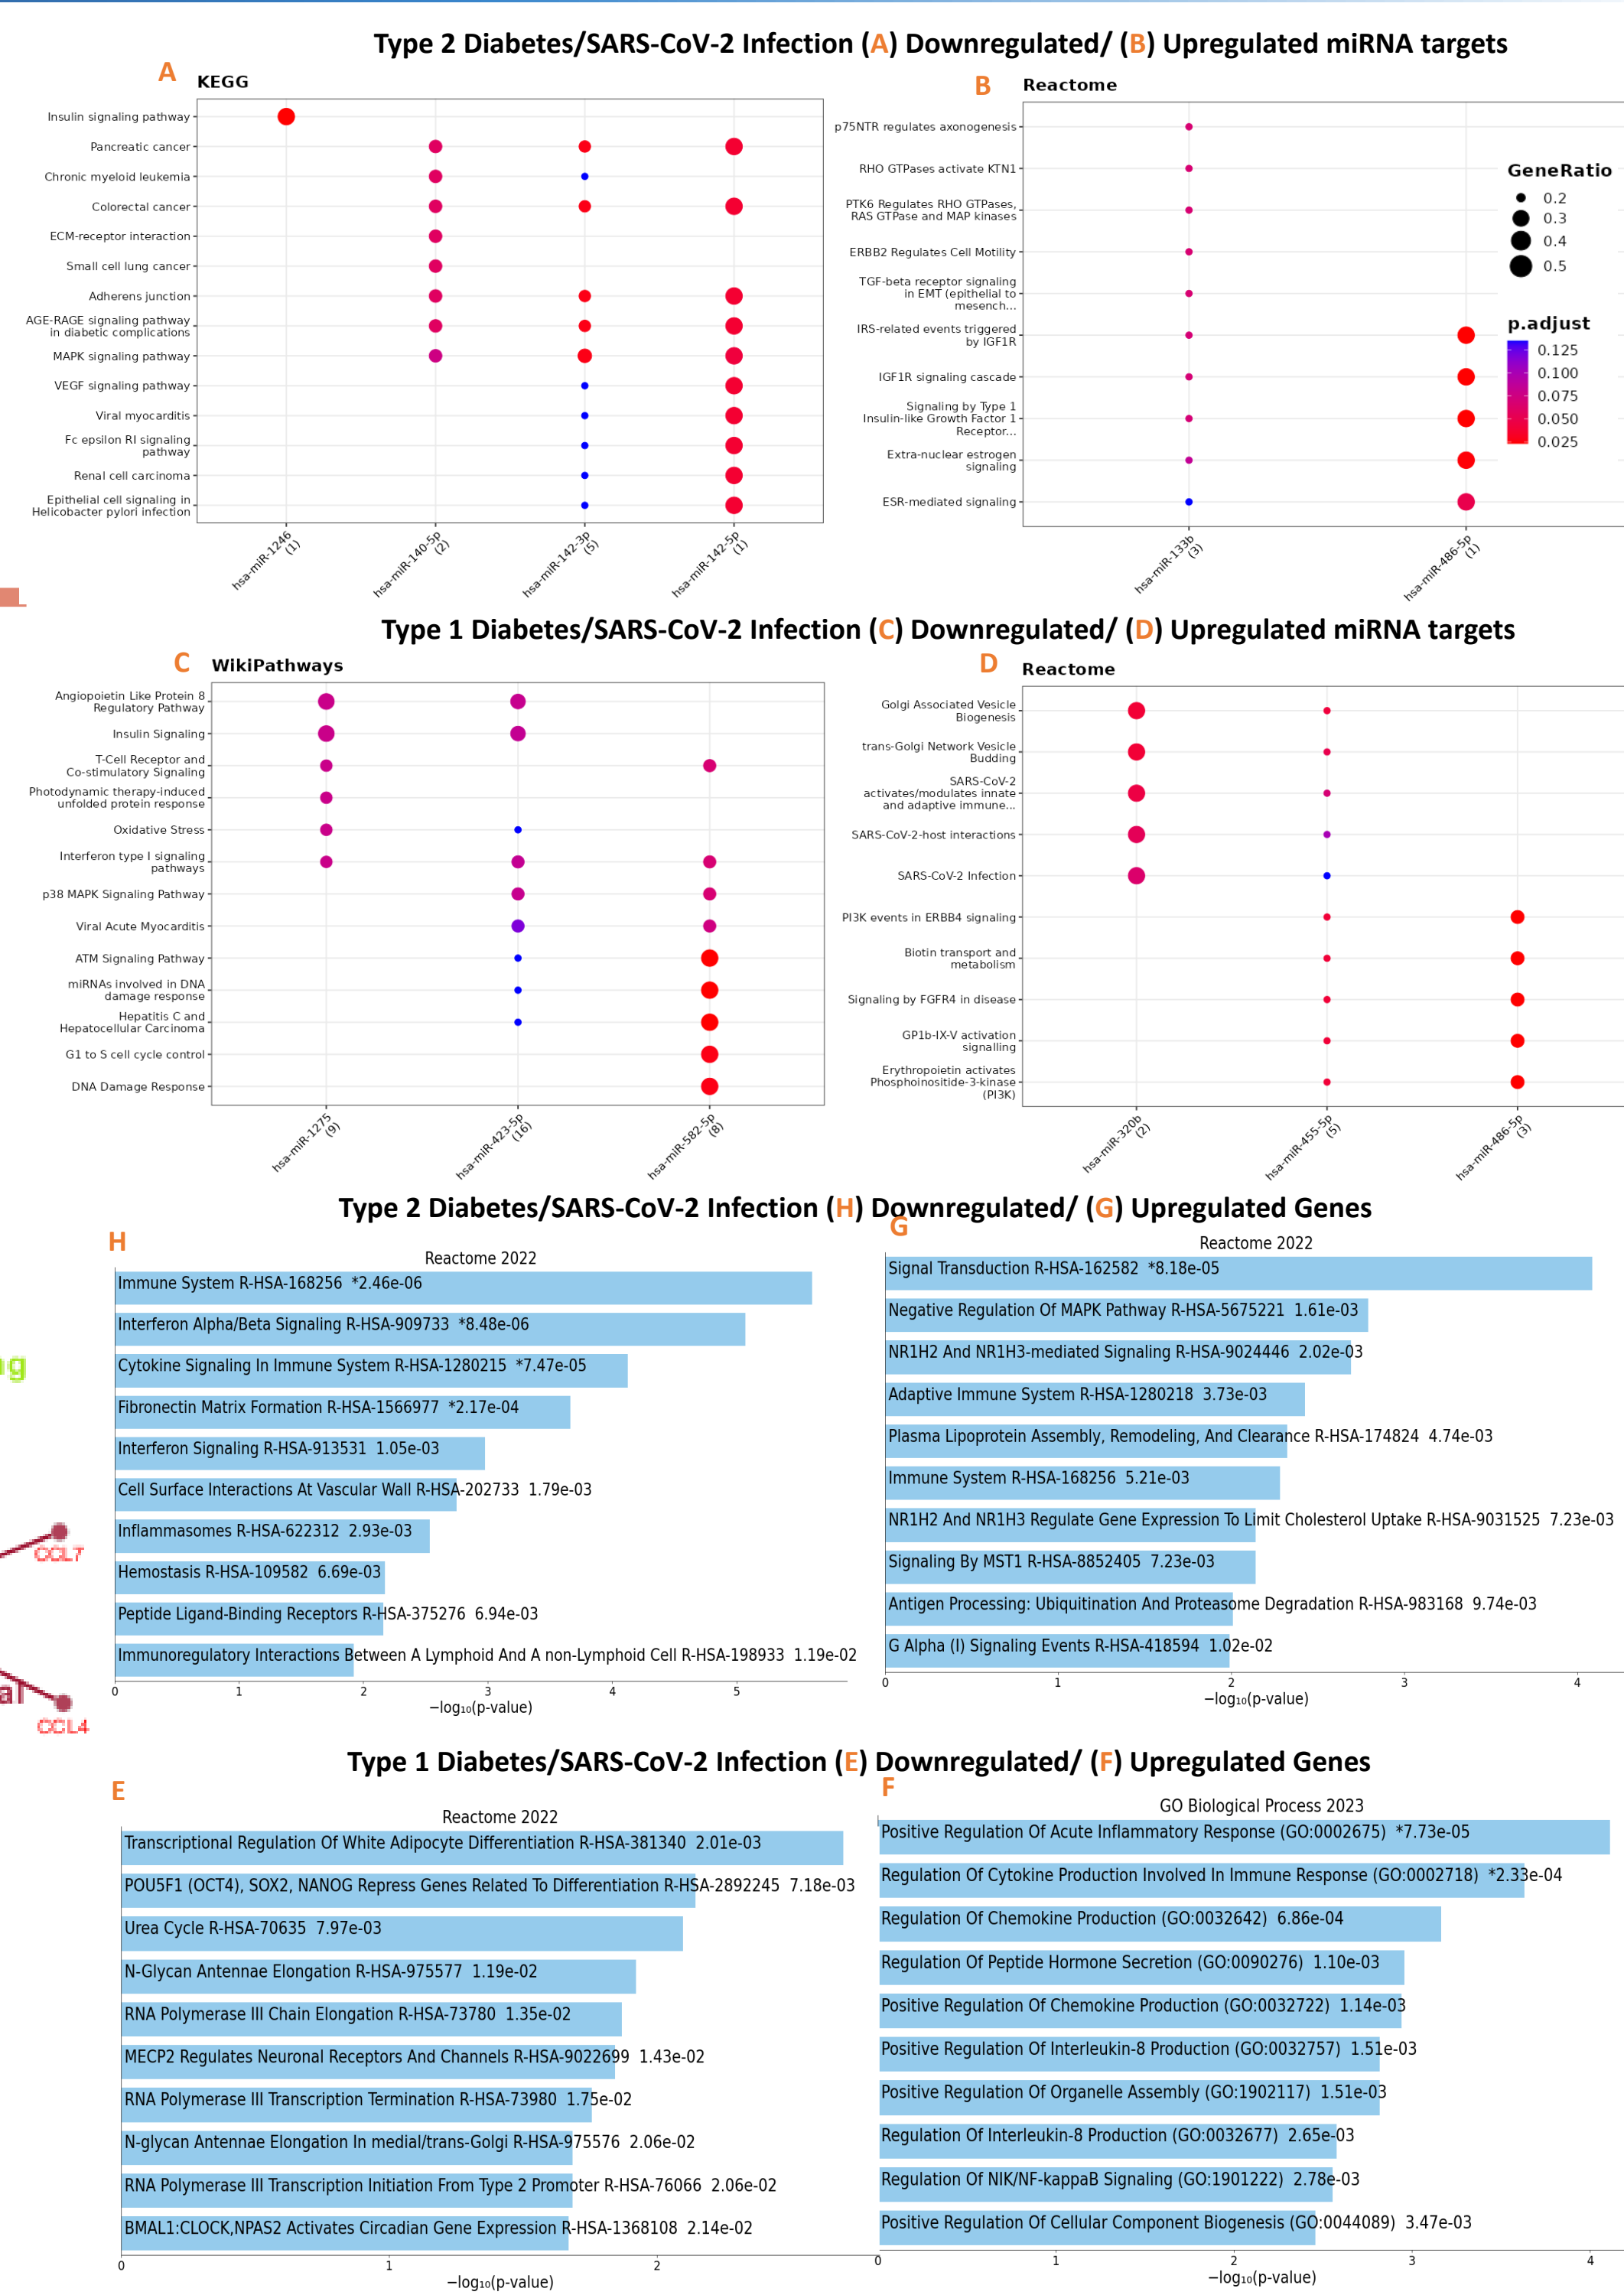 Type 2 Diabetes/SARS-CoV-2 Infection (A) Downregulated/ (B) Upregulated miRNA targets
A
KEGG
Insulin signaling pathway
Pancreatic cancer
Chronic myeloid leukemia
Colorectal cancer
ECM-receptor interaction
Small cell lung cancer
Adherens junction
AGE-RAGE signaling pathway
in diabetic complications
MAPK signaling pathway
VEGF signaling pathway
Viral myocarditis
Fc epsilon RI signaling
pathway
Renal cell carcinoma
Epithelial cell signaling in
Helicobacter pylori infection
hsa-miR-1246
(1)
hsa-miR-140-5p
(2)
hsa-miR-142-3p
(5)
hsa-miR-142-5p
(1)
B
Reactome
p75NTR regulates axonogenesis
RHO GTPases activate KTN1
PTK6 Regulates RHO GTPases,
RAS GTPase and MAP kinases
ERBB2 Regulates Cell Motility
TGF-beta receptor signaling
in EMT (epithelial to
mesench...
IRS-related events triggered
by IGF1R
IGF1R signaling cascade
Signaling by Type 1
Insulin-like Growth Factor 1
Receptor...
Extra-nuclear estrogen
signaling
ESR-mediated signaling
hsa-miR-133b
(3)
hsa-miR-486-5p
(1)
GeneRatio
0.2
0.3
0.4
0.5
p.adjust
0.125
0.100
0.075
0.050
0.025
Type 1 Diabetes/SARS-CoV-2 Infection (C) Downregulated/ (D) Upregulated miRNA targets
C
WikiPathways
Angiopoietin Like Protein 8
Regulatory Pathway
Insulin Signaling
T-Cell Receptor and
Co-stimulatory Signaling
Photodynamic therapy-induced
unfolded protein response
Oxidative Stress
Interferon type I signaling
pathways
p38 MAPK Signaling Pathway
Viral Acute Myocarditis
ATM Signaling Pathway
miRNAs involved in DNA
damage response
Hepatitis C and
Hepatocellular Carcinoma
G1 to S cell cycle control
DNA Damage Response
hsa-miR-1275
(9)
hsa-miR-423-5p
(16)
hsa-miR-582-5p
(8)
D
Reactome
Golgi Associated Vesicle
Biogenesis
trans-Golgi Network Vesicle
Budding
SARS-CoV-2
activates/modulates innate
and adaptive immune...
SARS-CoV-2-host interactions
SARS-CoV-2 Infection
PI3K events in ERBB4 signaling
Biotin transport and
metabolism
Signaling by FGFR4 in disease
GP1b-IX-V activation
signalling
Erythropoietin activates
Phosphoinositide-3-kinase
(PI3K)
hsa-miR-320b
(2)
hsa-miR-455-5p
(5)
hsa-miR-486-5p
(3)
Type 2 Diabetes/SARS-CoV-2 Infection (H) Downregulated/ (G) Upregulated Genes
H
Reactome 2022
Immune System R-HSA-168256 *2.46e-06
Interferon Alpha/Beta Signaling R-HSA-909733 *8.48e-06
Cytokine Signaling In Immune System R-HSA-1280215 *7.47e-05
Fibronectin Matrix Formation R-HSA-1566977 *2.17e-04
Interferon Signaling R-HSA-913531 1.05e-03
Cell Surface Interactions At Vascular Wall R-HSA-202733 1.79e-03
Inflammasomes R-HSA-622312 2.93e-03
Hemostasis R-HSA-109582 6.69e-03
Peptide Ligand-Binding Receptors R-HSA-375276 6.94e-03
Immunoregulatory Interactions Between A Lymphoid And A non-Lymphoid Cell R-HSA-198933 1.19e-02
0 1 2 3 4 5
−log₁₀(p-value)
G
Reactome 2022
Signal Transduction R-HSA-162582 *8.18e-05
Negative Regulation Of MAPK Pathway R-HSA-5675221 1.61e-03
NR1H2 And NR1H3-mediated Signaling R-HSA-9024446 2.02e-03
Adaptive Immune System R-HSA-1280218 3.73e-03
Plasma Lipoprotein Assembly, Remodeling, And Clearance R-HSA-174824 4.74e-03
Immune System R-HSA-168256 5.21e-03
NR1H2 And NR1H3 Regulate Gene Expression To Limit Cholesterol Uptake R-HSA-9031525 7.23e-03
Signaling By MST1 R-HSA-8852405 7.23e-03
Antigen Processing: Ubiquitination And Proteasome Degradation R-HSA-983168 9.74e-03
G Alpha (I) Signaling Events R-HSA-418594 1.02e-02
0 1 2 3 4
−log₁₀(p-value)
ng
CCL7
al
CCL4
Type 1 Diabetes/SARS-CoV-2 Infection (E) Downregulated/ (F) Upregulated Genes
E
Reactome 2022
Transcriptional Regulation Of White Adipocyte Differentiation R-HSA-381340 2.01e-03
POU5F1 (OCT4), SOX2, NANOG Repress Genes Related To Differentiation R-HSA-2892245 7.18e-03
Urea Cycle R-HSA-70635 7.97e-03
N-Glycan Antennae Elongation R-HSA-975577 1.19e-02
RNA Polymerase III Chain Elongation R-HSA-73780 1.35e-02
MECP2 Regulates Neuronal Receptors And Channels R-HSA-9022699 1.43e-02
RNA Polymerase III Transcription Termination R-HSA-73980 1.75e-02
N-glycan Antennae Elongation In medial/trans-Golgi R-HSA-975576 2.06e-02
RNA Polymerase III Transcription Initiation From Type 2 Promoter R-HSA-76066 2.06e-02
BMAL1:CLOCK,NPAS2 Activates Circadian Gene Expression R-HSA-1368108 2.14e-02
0 1 2
−log₁₀(p-value)
F
GO Biological Process 2023
Positive Regulation Of Acute Inflammatory Response (GO:0002675) *7.73e-05
Regulation Of Cytokine Production Involved In Immune Response (GO:0002718) *2.33e-04
Regulation Of Chemokine Production (GO:0032642) 6.86e-04
Regulation Of Peptide Hormone Secretion (GO:0090276) 1.10e-03
Positive Regulation Of Chemokine Production (GO:0032722) 1.14e-03
Positive Regulation Of Interleukin-8 Production (GO:0032757) 1.51e-03
Positive Regulation Of Organelle Assembly (GO:1902117) 1.51e-03
Regulation Of Interleukin-8 Production (GO:0032677) 2.65e-03
Regulation Of NIK/NF-kappaB Signaling (GO:1901222) 2.78e-03
Positive Regulation Of Cellular Component Biogenesis (GO:0044089) 3.47e-03
0 1 2 3 4
−log₁₀(p-value)